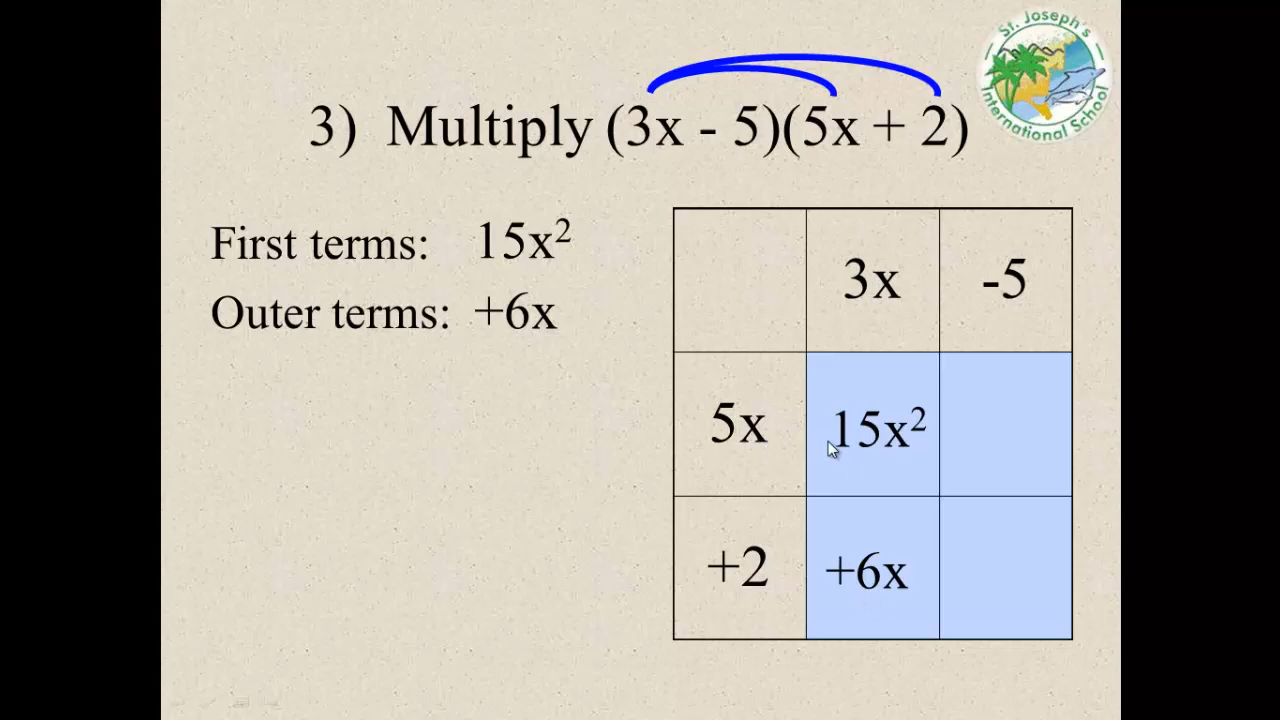 St. Joseph's
International School
3) Multiply (3x - 5)(5x + 2)
First terms: 15x²
Outer terms: +6x
3x -5
5x 15x²
+2 +6x